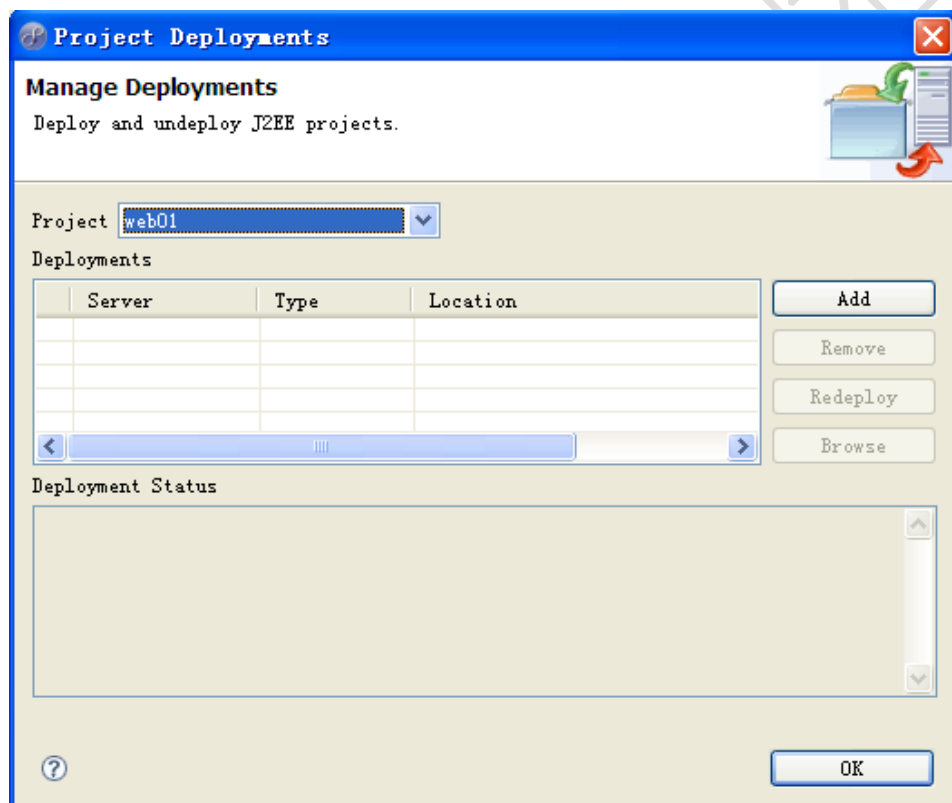 Project Deployments
Manage Deployments
Deploy and undeploy J2EE projects.
Project web01
Deployments
Server Type Location
Add
Remove
Redeploy
Browse
Deployment Status
OK